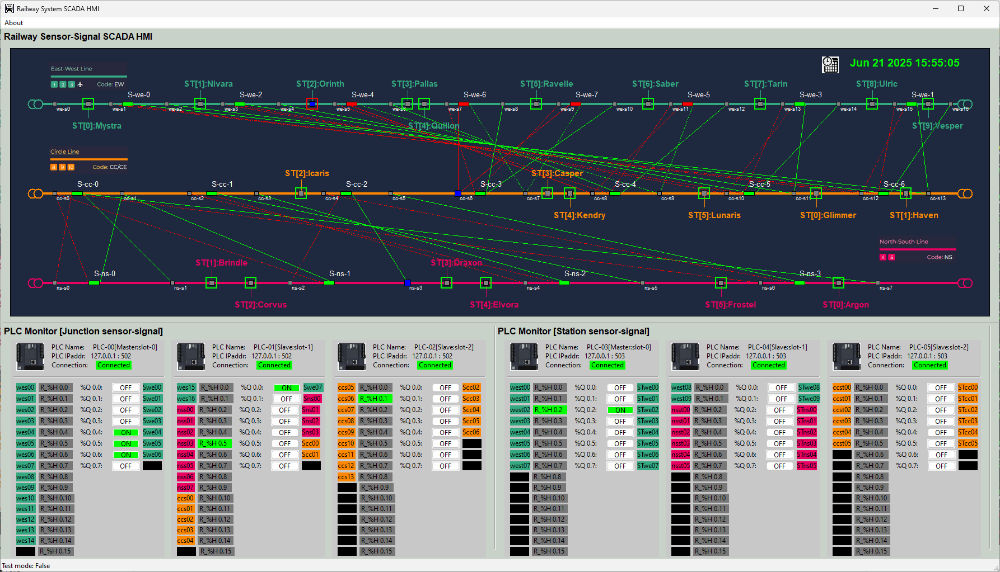 Railway System SCADA HMI
About
Railway Sensor-Signal SCADA HMI
Jun 21 2025 15:55:05
East-West Line
1 2 3 Code: EW
ST[1]:Nivara ST[2]:Orinth ST[3]:Pallas ST[5]:Ravelle ST[6]:Saber ST[7]:Tarin ST[8]:Ulric
S-we-0 S-we-2 S-we-4 S-we-6 S-we-7 S-we-5 S-we-3 S-we-1
we-s0 we-s1 we-s2 we-s3 we-s4 we-s5 we-s6 we-s7 we-s8 we-s9 we-s10 we-s11 we-s12 we-s13 we-s14 we-s15 we-s16
ST[0]:Mystra ST[4]:Quillon ST[9]:Vesper
Circle Line
8 9 10 Code: CC/CE
ST[2]:Icaris ST[3]:Casper
S-cc-0 S-cc-1 S-cc-2 S-cc-3 S-cc-4 S-cc-5 S-cc-6
cc-s0 cc-s1 cc-s2 cc-s3 cc-s4 cc-s5 cc-s6 cc-s7 cc-s8 cc-s9 cc-s10 cc-s11 cc-s12 cc-s13
ST[4]:Kendry ST[5]:Lunaris ST[0]:Glimmer ST[1]:Haven
North-South Line
4 5 Code: NS
ST[1]:Brindle ST[3]:Draxon
S-ns-0 S-ns-1 S-ns-2 S-ns-3
ns-s0 ns-s1 ns-s2 ns-s3 ns-s4 ns-s5 ns-s6 ns-s7
ST[2]:Corvus ST[4]:Elvora ST[5]:Frostel ST[0]:Argon
PLC Monitor [Junction sensor-signal]
PLC Name: PLC-00[Master:slot-0]
PLC IPaddr: 127.0.0.1 : 502
Connection: Connected
wes00 R_%H 0.0 %Q 0.0: OFF Swe00
wes01 R_%H 0.1 %Q 0.1: OFF Swe01
wes02 R_%H 0.2 %Q 0.2: OFF Swe02
wes03 R_%H 0.3 %Q 0.3: OFF Swe03
wes04 R_%H 0.4 %Q 0.4: ON Swe04
wes05 R_%H 0.5 %Q 0.5: ON Swe05
wes06 R_%H 0.6 %Q 0.6: ON Swe06
wes07 R_%H 0.7 %Q 0.7: OFF
wes08 R_%H 0.8
wes09 R_%H 0.9
wes10 R_%H 0.10
wes11 R_%H 0.11
wes12 R_%H 0.12
wes13 R_%H 0.13
wes14 R_%H 0.14
R_%H 0.15
PLC Name: PLC-01[Slave:slot-1]
PLC IPaddr: 127.0.0.1 : 502
Connection: Connected
wes15 R_%H 0.0 %Q 0.0: ON Swe07
wes16 R_%H 0.1 %Q 0.1: OFF Sns00
nss00 R_%H 0.2 %Q 0.2: OFF Sns01
nss01 R_%H 0.3 %Q 0.3: OFF Sns02
nss02 R_%H 0.4 %Q 0.4: OFF Sns03
nss03 R_%H 0.5 %Q 0.5: OFF Scc00
nss04 R_%H 0.6 %Q 0.6: OFF Scc01
nss05 R_%H 0.7 %Q 0.7: OFF
nss06 R_%H 0.8
nss07 R_%H 0.9
ccs00 R_%H 0.10
ccs01 R_%H 0.11
ccs02 R_%H 0.12
ccs03 R_%H 0.13
ccs04 R_%H 0.14
R_%H 0.15
PLC Name: PLC-02[Slave:slot-2]
PLC IPaddr: 127.0.0.1 : 502
Connection: Connected
ccs05 R_%H 0.0 %Q 0.0: OFF Scc02
ccs06 R_%H 0.1 %Q 0.1: OFF Scc03
ccs07 R_%H 0.2 %Q 0.2: OFF Scc04
ccs08 R_%H 0.3 %Q 0.3: OFF Scc05
ccs09 R_%H 0.4 %Q 0.4: OFF Scc06
ccs10 R_%H 0.5 %Q 0.5: OFF
ccs11 R_%H 0.6 %Q 0.6: OFF
ccs12 R_%H 0.7 %Q 0.7: OFF
ccs13 R_%H 0.8
R_%H 0.9
R_%H 0.10
R_%H 0.11
R_%H 0.12
R_%H 0.13
R_%H 0.14
R_%H 0.15
PLC Monitor [Station sensor-signal]
PLC Name: PLC-03[Master:slot-0]
PLC IPaddr: 127.0.0.1 : 503
Connection: Connected
west00 R_%H 0.0 %Q 0.0: OFF STwe00
west01 R_%H 0.1 %Q 0.1: OFF STwe01
west02 R_%H 0.2 %Q 0.2: ON STwe02
west03 R_%H 0.3 %Q 0.3: OFF STwe03
west04 R_%H 0.4 %Q 0.4: OFF STwe04
west05 R_%H 0.5 %Q 0.5: OFF STwe05
west06 R_%H 0.6 %Q 0.6: OFF STwe06
west07 R_%H 0.7 %Q 0.7: OFF STwe07
R_%H 0.8
R_%H 0.9
R_%H 0.10
R_%H 0.11
R_%H 0.12
R_%H 0.13
R_%H 0.14
R_%H 0.15
PLC Name: PLC-04[Slave:slot-1]
PLC IPaddr: 127.0.0.1 : 503
Connection: Connected
west08 R_%H 0.0 %Q 0.0: OFF STwe08
west09 R_%H 0.1 %Q 0.1: OFF STwe09
nsst00 R_%H 0.2 %Q 0.2: OFF STns00
nsst01 R_%H 0.3 %Q 0.3: OFF STns01
nsst02 R_%H 0.4 %Q 0.4: OFF STns02
nsst03 R_%H 0.5 %Q 0.5: OFF STns03
nsst04 R_%H 0.6 %Q 0.6: OFF STns04
nsst05 R_%H 0.7 %Q 0.7: OFF STns05
R_%H 0.8
R_%H 0.9
R_%H 0.10
R_%H 0.11
R_%H 0.12
R_%H 0.13
R_%H 0.14
R_%H 0.15
PLC Name: PLC-05[Slave:slot-2]
PLC IPaddr: 127.0.0.1 : 503
Connection: Connected
ccst00 R_%H 0.0 %Q 0.0: OFF STcc00
ccst01 R_%H 0.1 %Q 0.1: OFF STcc01
ccst02 R_%H 0.2 %Q 0.2: OFF STcc02
ccst03 R_%H 0.3 %Q 0.3: OFF STcc03
ccst04 R_%H 0.4 %Q 0.4: OFF STcc04
ccst05 R_%H 0.5 %Q 0.5: OFF STcc05
R_%H 0.6 %Q 0.6: OFF
R_%H 0.7 %Q 0.7: OFF
R_%H 0.8
R_%H 0.9
R_%H 0.10
R_%H 0.11
R_%H 0.12
R_%H 0.13
R_%H 0.14
R_%H 0.15
Test mode: False